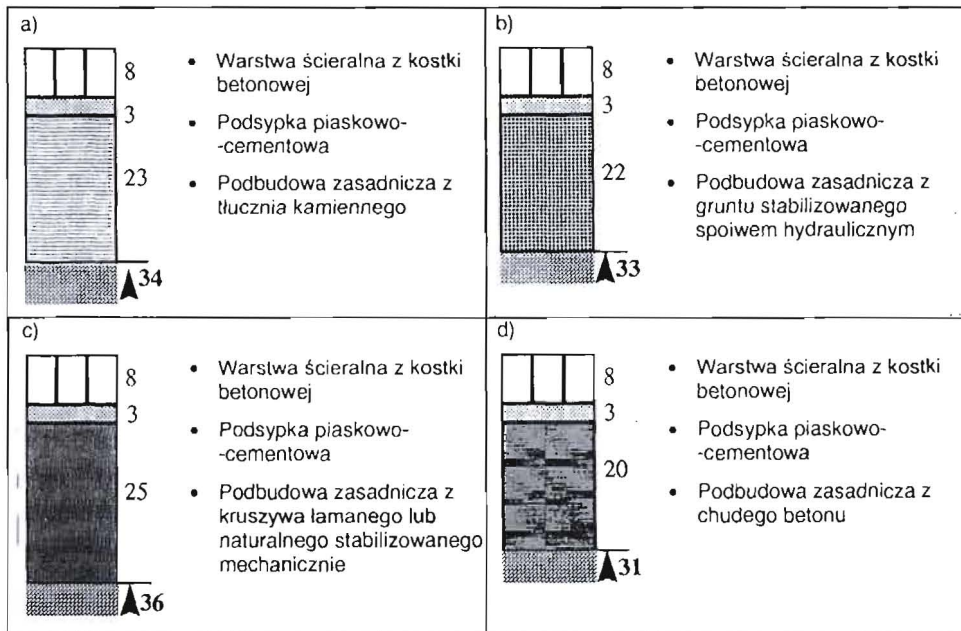 a)
8
3
23
34
• Warstwa ścieralna z kostki
betonowej
• Podsypka piaskowo-
-cementowa
• Podbudowa zasadnicza z
tłucznia kamiennego
b)
8
3
22
33
• Warstwa ścieralna z kostki
betonowej
• Podsypka piaskowo-
-cementowa
• Podbudowa zasadnicza z
gruntu stabilizowanego
spoiwem hydraulicznym
c)
8
3
25
36
• Warstwa ścieralna z kostki
betonowej
• Podsypka piaskowo-
-cementowa
• Podbudowa zasadnicza z
kruszywa łamanego lub
naturalnego stabilizowanego
mechanicznie
d)
8
3
20
31
• Warstwa ścieralna z kostki
betonowej
• Podsypka piaskowo-
-cementowa
• Podbudowa zasadnicza z
chudego betonu